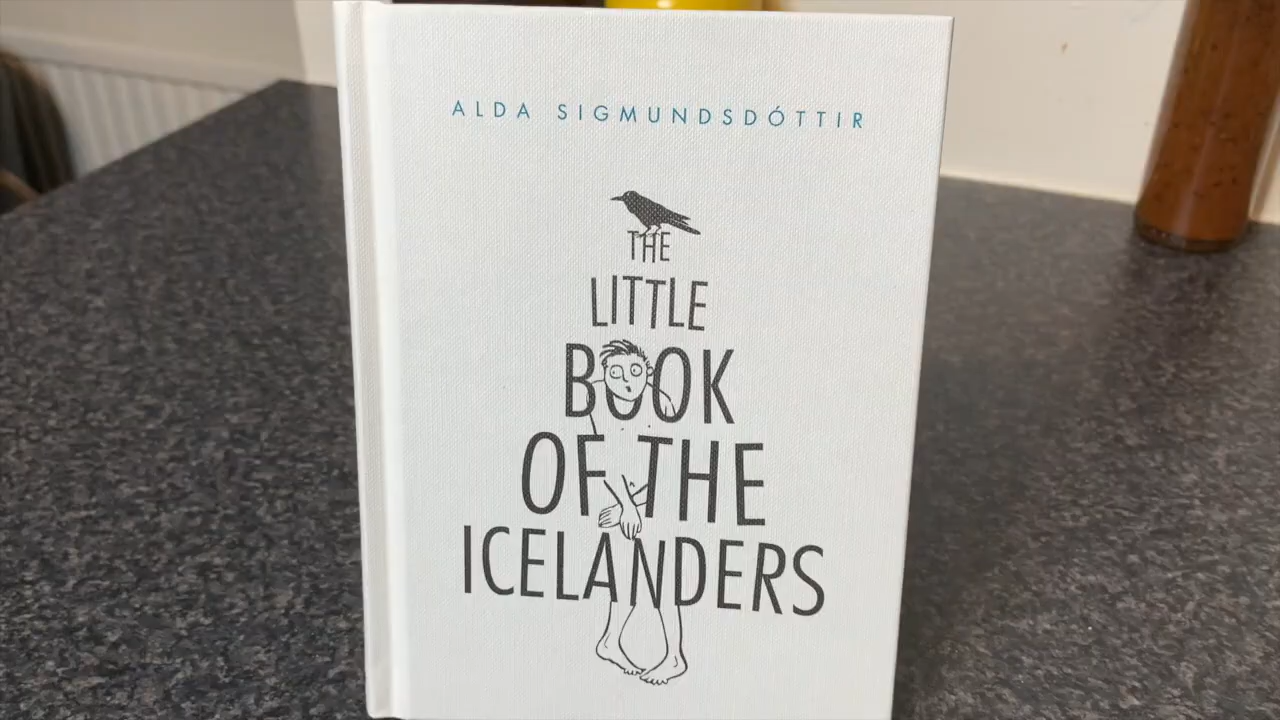 ALDA SIGMUNDSDÓTTIR
THE
LITTLE
BOOK
OF THE
ICELANDERS